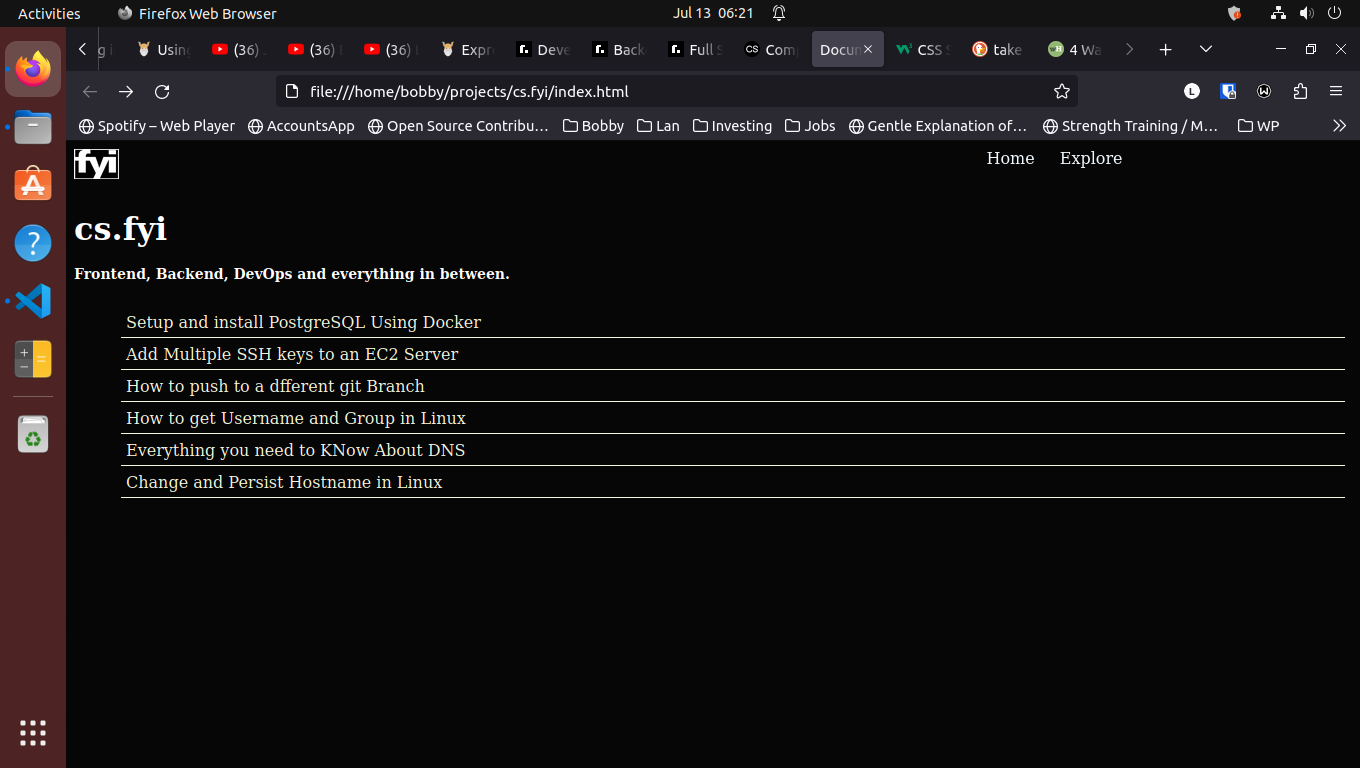 Activities Firefox Web Browser Jul 13 06:21
g i Using (36) (36) E (36) L Expr Deve Back Full S CS Com Docum CSS S take 4 Wa
file:///home/bobby/projects/cs.fyi/index.html L
Spotify – Web Player AccountsApp Open Source Contribu… Bobby Lan Investing Jobs Gentle Explanation of… Strength Training / M… WP
fyi Home Explore
cs.fyi
Frontend, Backend, DevOps and everything in between.
Setup and install PostgreSQL Using Docker
Add Multiple SSH keys to an EC2 Server
How to push to a dfferent git Branch
How to get Username and Group in Linux
Everything you need to KNow About DNS
Change and Persist Hostname in Linux